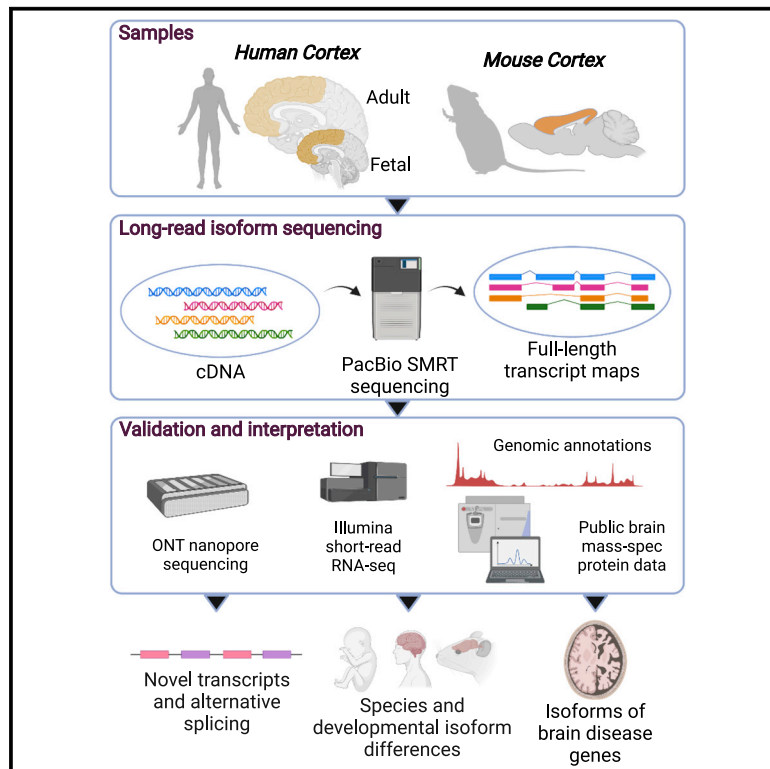 Samples
Human Cortex
Mouse Cortex
Adult
Fetal
Long-read isoform sequencing
cDNA
PacBio SMRT
sequencing
Full-length
transcript maps
Validation and interpretation
Genomic annotations
ONT nanopore
sequencing
Illumina
short-read
RNA-seq
Public brain
mass-spec
protein data
Novel transcripts
and alternative
splicing
Species and
developmental isoform
differences
Isoforms of
brain disease
genes